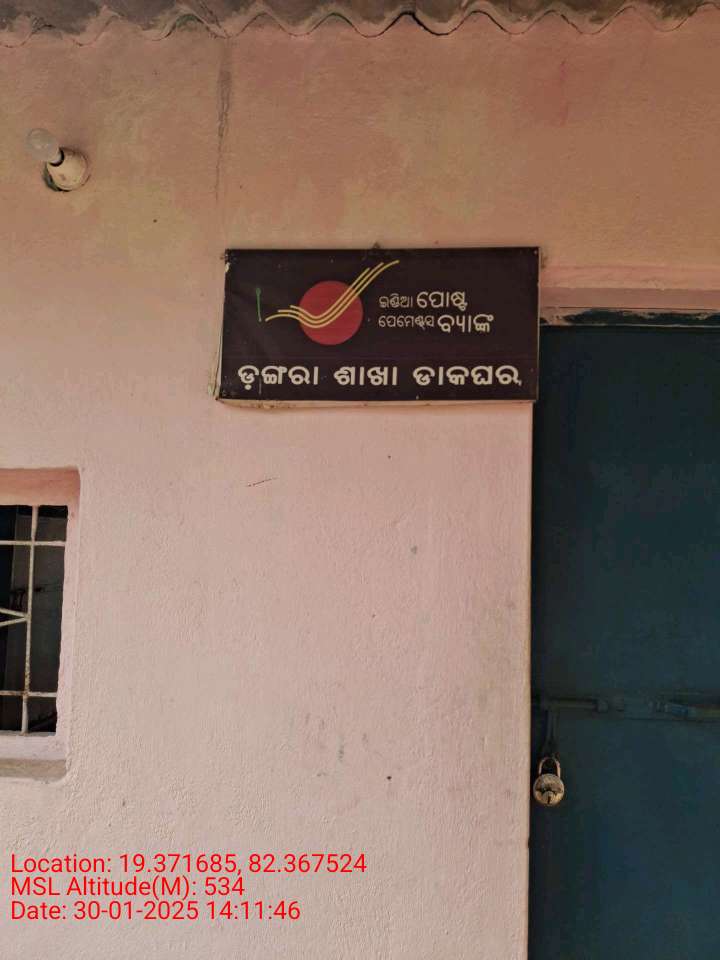 ଇଣ୍ଡିଆ ପୋଷ୍ଟ
ପେମେଣ୍ଟସ ବ୍ୟାଙ୍କ
ଡ଼ଙ୍ଗରା ଶାଖା ଡାକଘର
Location: 19.371685, 82.367524
MSL Altitude(M): 534
Date: 30-01-2025 14:11:46